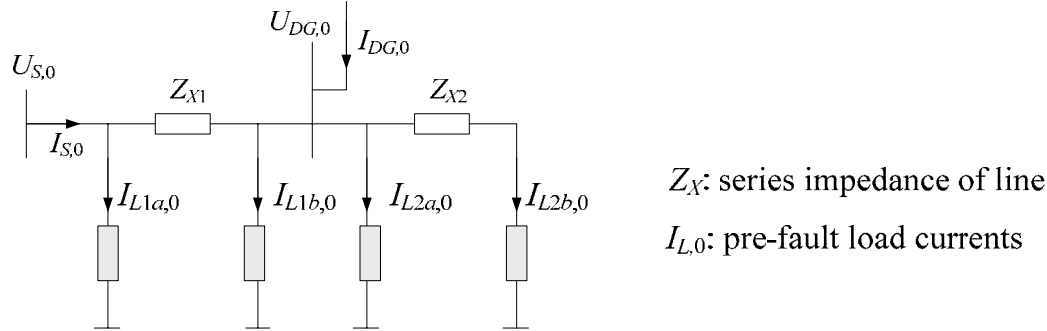 U_{DG,0}
I_{DG,0}
U_{S,0}
Z_{X1}
Z_{X2}
I_{S,0}
I_{L1a,0} I_{L1b,0} I_{L2a,0} I_{L2b,0}
Z_X: series impedance of line
I_{L,0}: pre-fault load currents